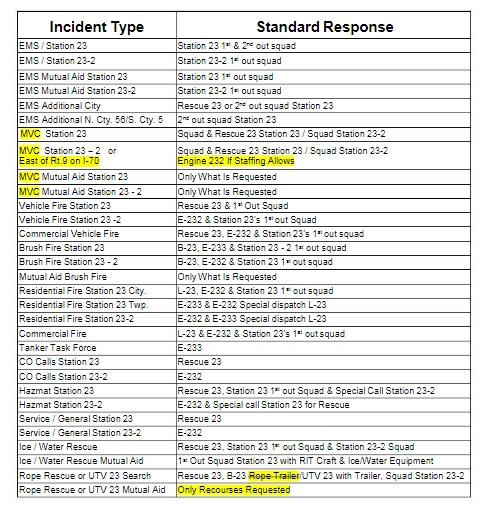 Incident Type Standard Response
EMS / Station 23 Station 23 1st & 2nd out squad
EMS / Station 23-2 Station 23-2 1st out squad
EMS Mutual Aid Station 23 Station 23 1st out squad
EMS Mutual Aid Station 23-2 Station 23-2 1st out squad
EMS Additional City Rescue 23 or 2nd out squad Station 23
EMS Additional N. Cty. 56/S. Cty. 5 2nd out squad Station 23
MVC Station 23 Squad & Rescue 23 Station 23 / Squad Station 23-2
MVC Station 23 – 2 or Squad & Rescue 23 Station 23 / Squad Station 23-2
East of Rt.9 on I-70 Engine 232 If Staffing Allows
MVC Mutual Aid Station 23 Only What Is Requested
MVC Mutual Aid Station 23 - 2 Only What Is Requested
Vehicle Fire Station 23 Rescue 23 & 1st Out Squad
Vehicle Fire Station 23 -2 E-232 & Station 23's 1st out Squad
Commercial Vehicle Fire Rescue 23, E-232 & Station 23's 1st out squad
Brush Fire Station 23 B-23, E-233 & Station 23 - 2 1st out squad
Brush Fire Station 23 - 2 B-23, E-232 & Station 23 1st out squad
Mutual Aid Brush Fire Only What is Requested
Residential Fire Station 23 City. L-23, E-232 & Station 23 1st out squad
Residential Fire Station 23 Twp. E-233 & E-232 Special dispatch L-23
Residential Fire Station 23-2 E-232 & E-233 Special dispatch L-23
Commercial Fire L-23 & E-232 & Station 23's 1st out squad
Tanker Task Force E-233
CO Calls Station 23 Rescue 23
CO Calls Station 23-2 E-232
Hazmat Station 23 Rescue 23, Station 23 1st out Squad & Special Call Station 23-2
Hazmat Station 23-2 E-232 & Special call Station 23 for Rescue
Service / General Station 23 Rescue 23
Service / General Station 23-2 E-232
Ice / Water Rescue Rescue 23, Station 23 1st out Squad & Station 23-2 Squad
Ice / Water Rescue Mutual Aid 1st Out Squad Station 23 with RIT Craft & Ice/Water Equipment
Rope Rescue or UTV 23 Search Rescue 23, B-23 Rope Trailer/UTV 23 with Trailer, Squad Station 23-2
Rope Rescue or UTV 23 Mutual Aid Only Recourses Requested